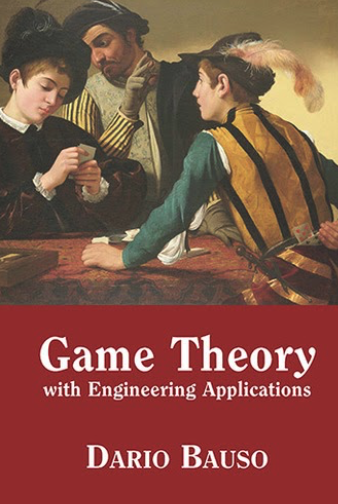 Game Theory
with Engineering Applications
DARIO BAUSO